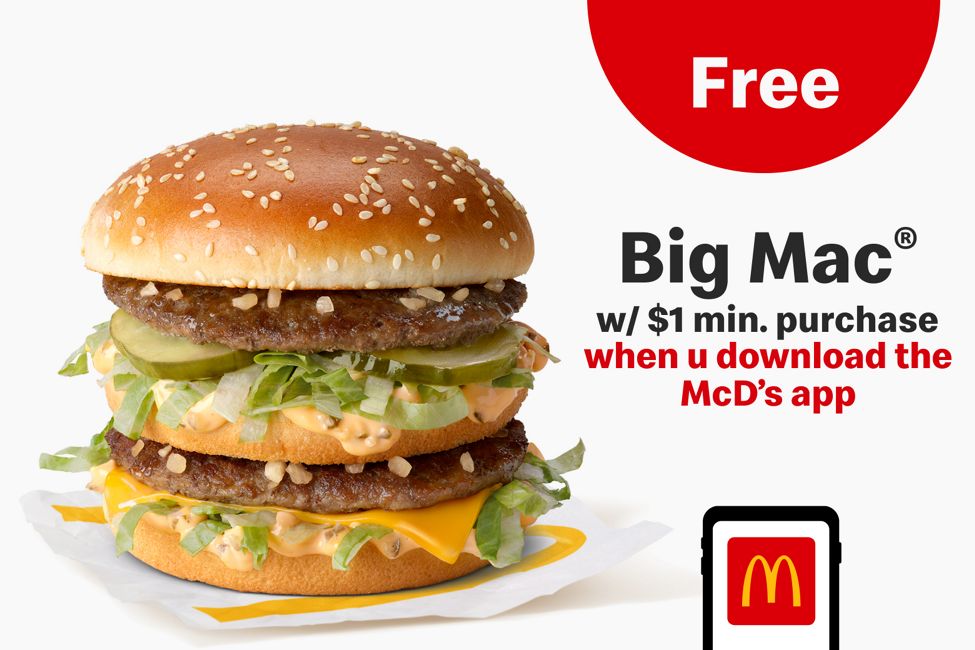 Free
Big Mac®
w/ $1 min. purchase
when u download the
McD's app